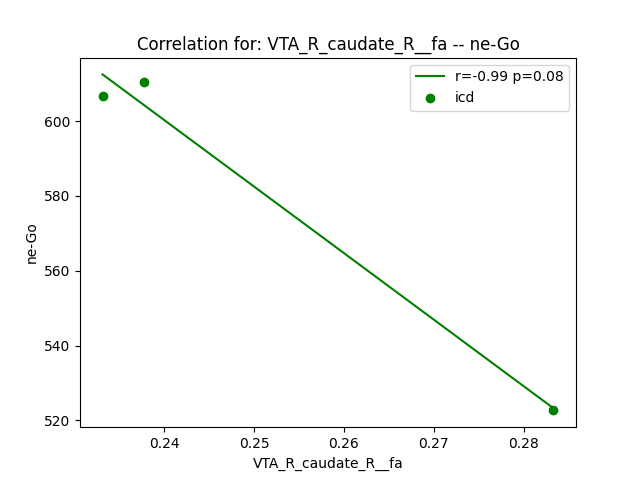 Correlation for: VTA_R_caudate_R__fa -- ne-Go
r=-0.99 p=0.08
icd
ne-Go
600
580
560
540
520
0.24 0.25 0.26 0.27 0.28
VTA_R_caudate_R__fa